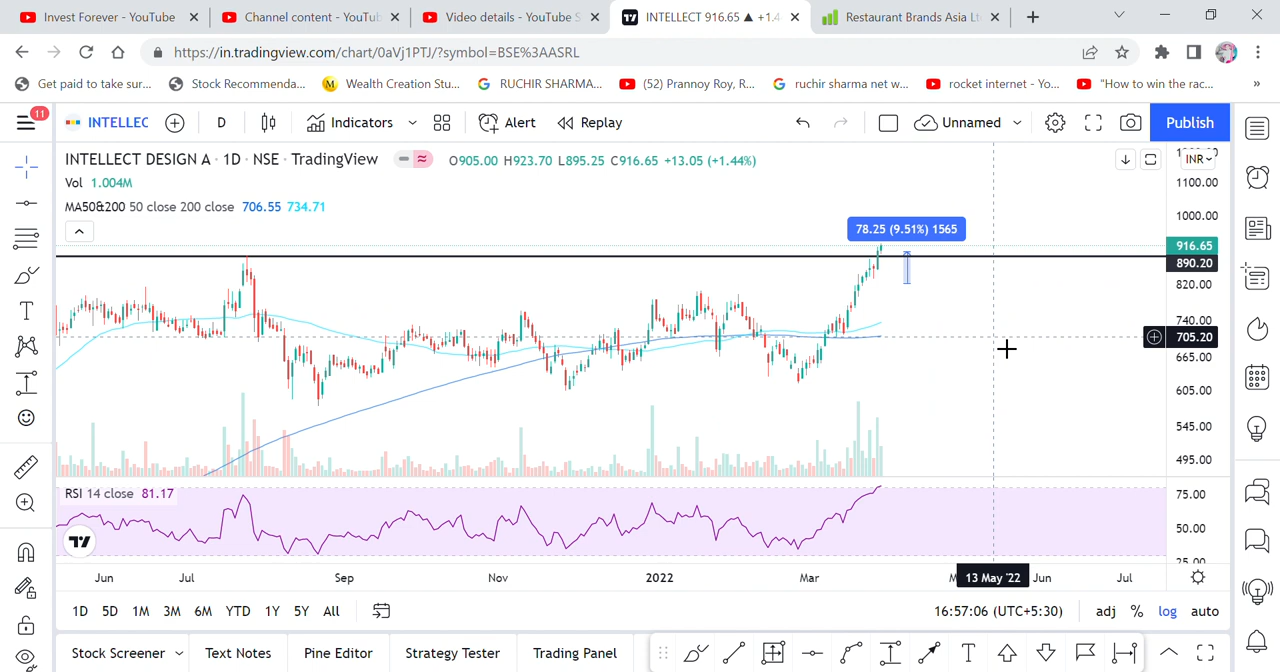 Invest Forever - YouTube
Channel content - YouTu
Video details - YouTube S
INTELLECT 916.65 ▲ +1.4
Restaurant Brands Asia Lt
https://in.tradingview.com/chart/0aVj1PTJ/?symbol=BSE%3AASRL
Get paid to take sur...
Stock Recommenda...
M Wealth Creation Stu...
RUCHIR SHARMA...
(52) Prannoy Roy, R...
ruchir sharma net w...
rocket internet - Yo...
"How to win the rac...
»
11
INTELLEC
D
Indicators
Alert
Replay
Unnamed
Publish
INTELLECT DESIGN A · 1D · NSE · TradingView
O905.00 H923.70 L895.25 C916.65 +13.05 (+1.44%)
INR
Vol 1.004M
MA50&200 50 close 200 close 706.55 734.71
78.25 (9.51%) 1565
1100.00
1000.00
916.65
890.20
820.00
740.00
705.20
665.00
605.00
545.00
495.00
RSI 14 close 81.17
75.00
50.00
25.00
Jun
Jul
Sep
Nov
2022
Mar
13 May '22
Jun
Jul
1D 5D 1M 3M 6M YTD 1Y 5Y All
16:57:06 (UTC+5:30)
adj % log auto
Stock Screener
Text Notes
Pine Editor
Strategy Tester
Trading Panel